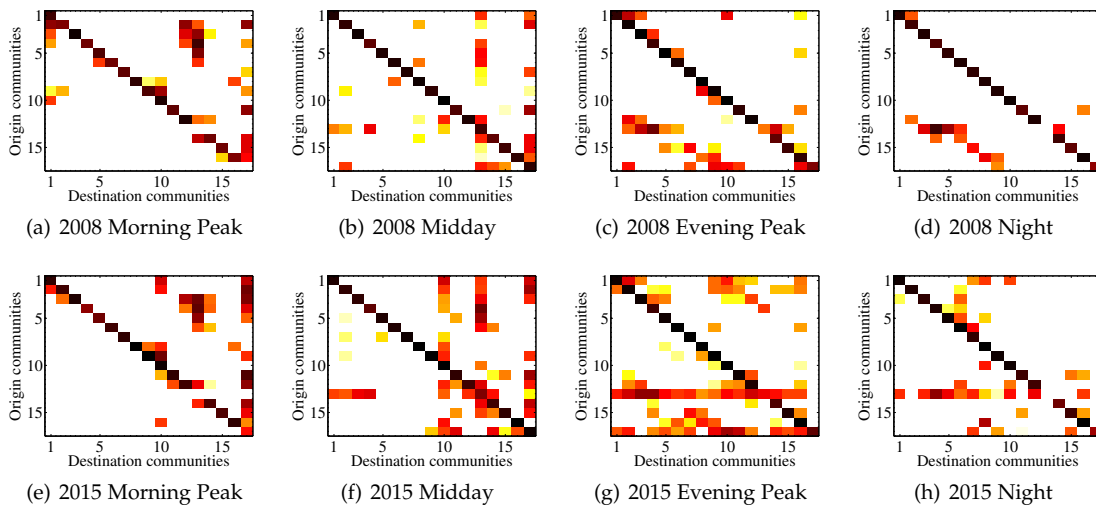 1
5
10
15
Origin communities
1 5 10 15
Destination communities
(a) 2008 Morning Peak
1
5
10
15
Origin communities
1 5 10 15
Destination communities
(b) 2008 Midday
1
5
10
15
Origin communities
1 5 10 15
Destination communities
(c) 2008 Evening Peak
1
5
10
15
Origin communities
1 5 10 15
Destination communities
(d) 2008 Night
1
5
10
15
Origin communities
1 5 10 15
Destination communities
(e) 2015 Morning Peak
1
5
10
15
Origin communities
1 5 10 15
Destination communities
(f) 2015 Midday
1
5
10
15
Origin communities
1 5 10 15
Destination communities
(g) 2015 Evening Peak
1
5
10
15
Origin communities
1 5 10 15
Destination communities
(h) 2015 Night